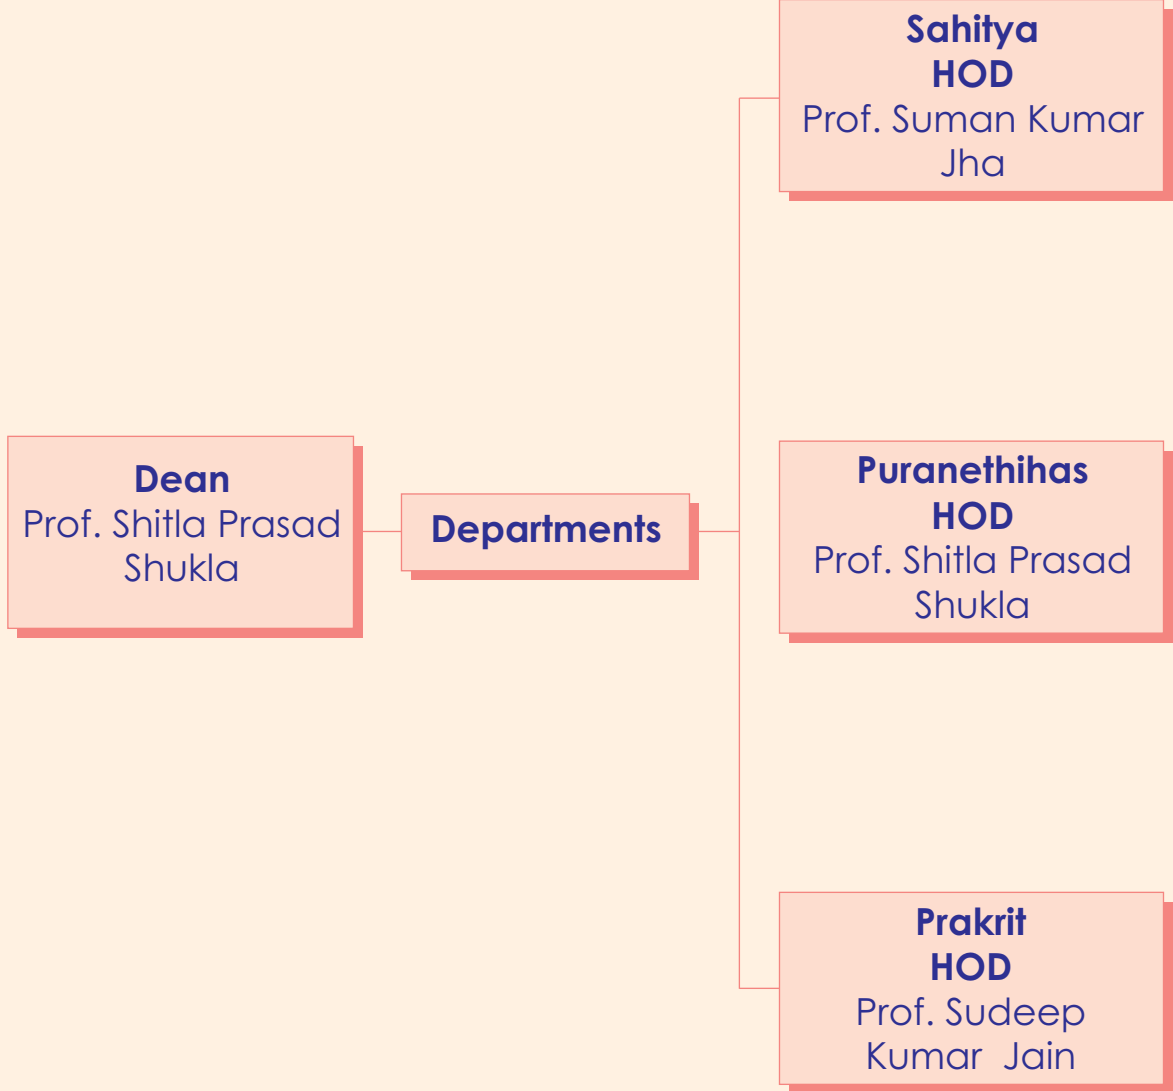 Sahitya
HOD
Prof. Suman Kumar
Jha
Dean
Prof. Shitla Prasad
Shukla
Departments
Puranethihas
HOD
Prof. Shitla Prasad
Shukla
Prakrit
HOD
Prof. Sudeep
Kumar Jain